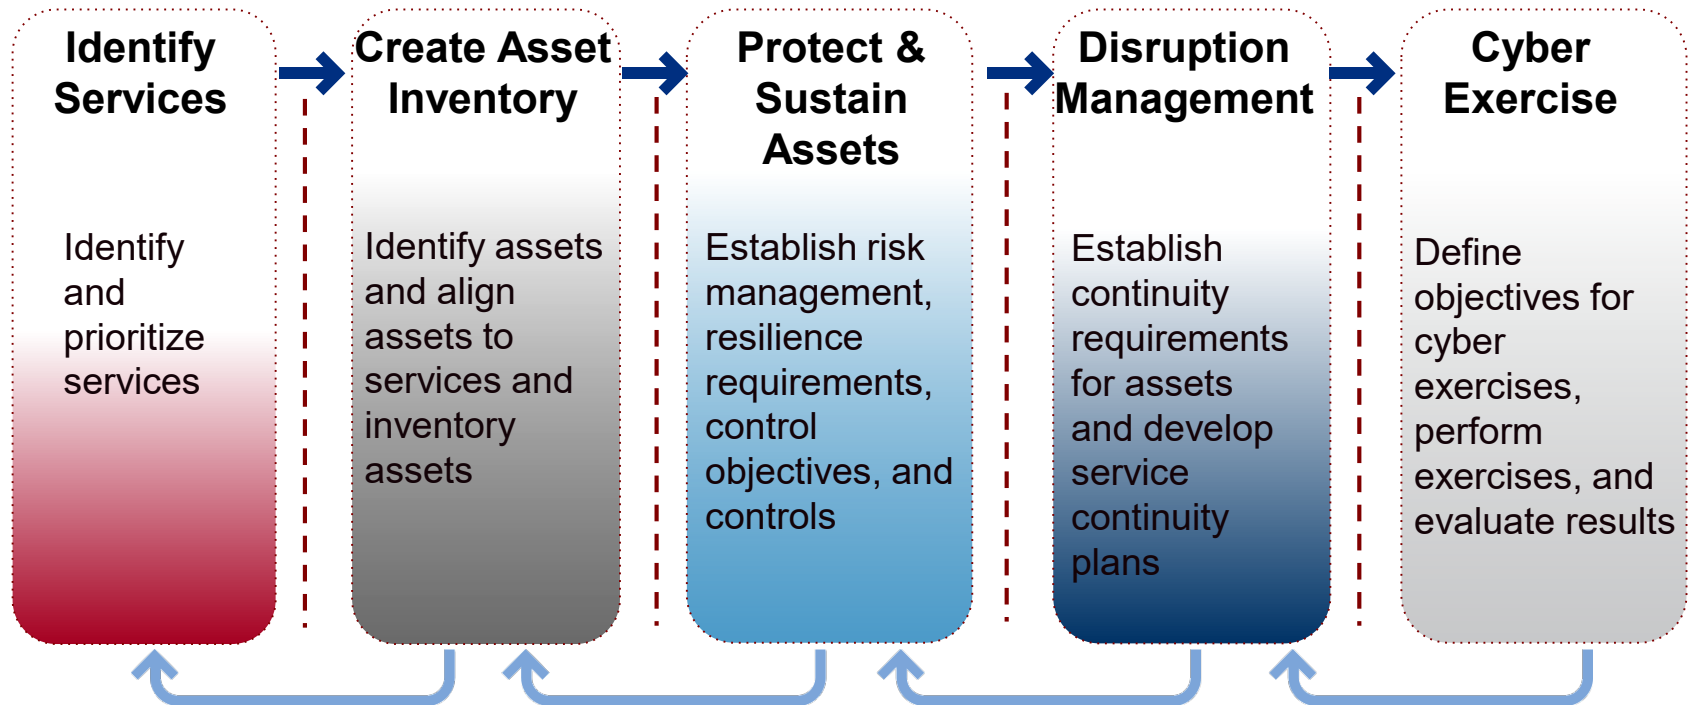 Identify
Services
Identify
and
prioritize
services
Create Asset
Inventory
Identify assets
and align
assets to
services and
inventory
assets
Protect &
Sustain
Assets
Establish risk
management,
resilience
requirements,
control
objectives, and
controls
Disruption
Management
Establish
continuity
requirements
for assets
and develop
service
continuity
plans
Cyber
Exercise
Define
objectives for
cyber
exercises,
perform
exercises, and
evaluate results